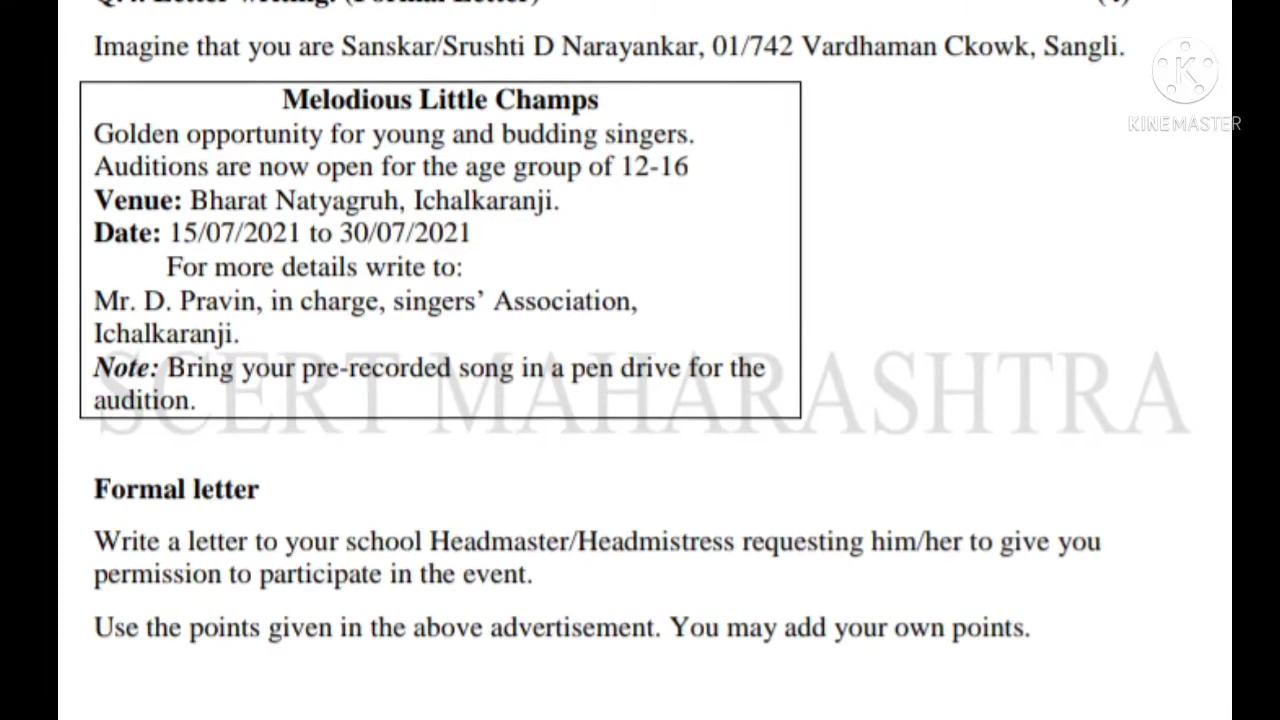 Imagine that you are Sanskar/Srushti D Narayankar, 01/742 Vardhaman Ckowk, Sangli.
Melodious Little Champs
Golden opportunity for young and budding singers.
Auditions are now open for the age group of 12-16
Venue: Bharat Natyagruh, Ichalkaranji.
Date: 15/07/2021 to 30/07/2021
For more details write to:
Mr. D. Pravin, in charge, singers’ Association,
Ichalkaranji.
Note: Bring your pre-recorded song in a pen drive for the
audition.
SCERT MAHARASHTRA
Formal letter
Write a letter to your school Headmaster/Headmistress requesting him/her to give you
permission to participate in the event.
Use the points given in the above advertisement. You may add your own points.
K
KINEMASTER